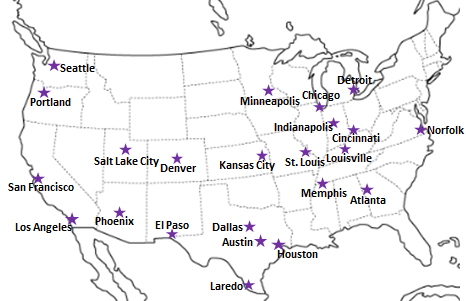 Seattle
Portland
Detroit
Minneapolis
Chicago
Indianapolis
Norfolk
Cincinnati
Salt Lake City
Denver
Kansas City
St. Louis
Louisville
San Francisco
Memphis
Atlanta
Los Angeles
Phoenix
El Paso
Dallas
Austin
Houston
Laredo